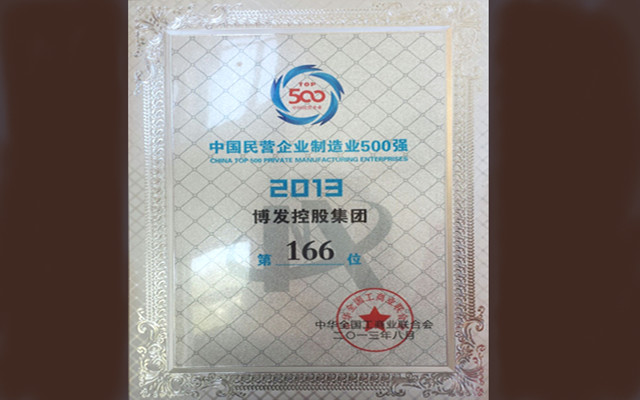 TOP
500
中国民营企业制造业500强
CHINA TOP 500 PRIVATE MANUFACTURING ENTERPRISES
2013
博发控股集团
第 166 位
中华全国工商业联合会
二〇一三年八月